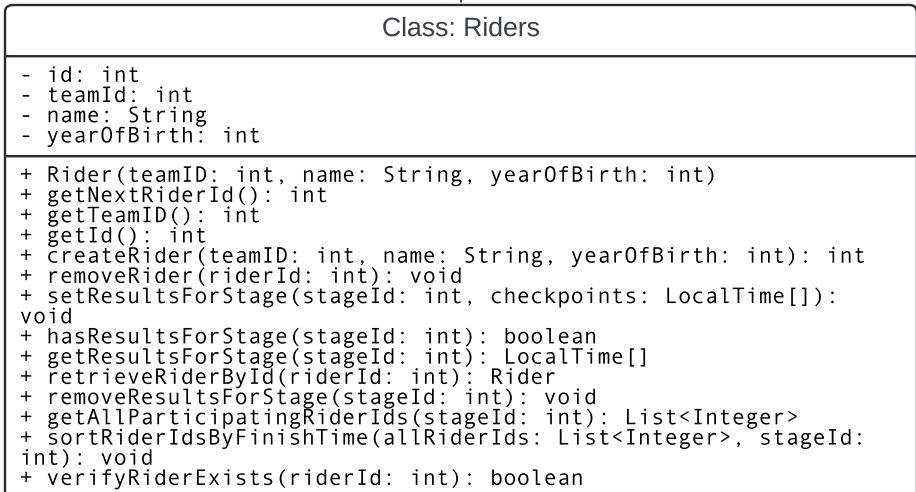 Class: Riders
- id: int
- teamId: int
- name: String
- yearOfBirth: int
+ Rider(teamID: int, name: String, yearOfBirth: int)
+ getNextRiderId(): int
+ getTeamID(): int
+ getId(): int
+ createRider(teamID: int, name: String, yearOfBirth: int): int
+ removeRider(riderId: int): void
+ setResultsForStage(stageId: int, checkpoints: LocalTime[]):
void
+ hasResultsForStage(stageId: int): boolean
+ getResultsForStage(stageId: int): LocalTime[]
+ retrieveRiderById(riderId: int): Rider
+ removeResultsForStage(stageId: int): void
+ getAllParticipatingRiderIds(stageId: int): List<Integer>
+ sortRiderIdsByFinishTime(allRiderIds: List<Integer>, stageId:
int): void
+ verifyRiderExists(riderId: int): boolean